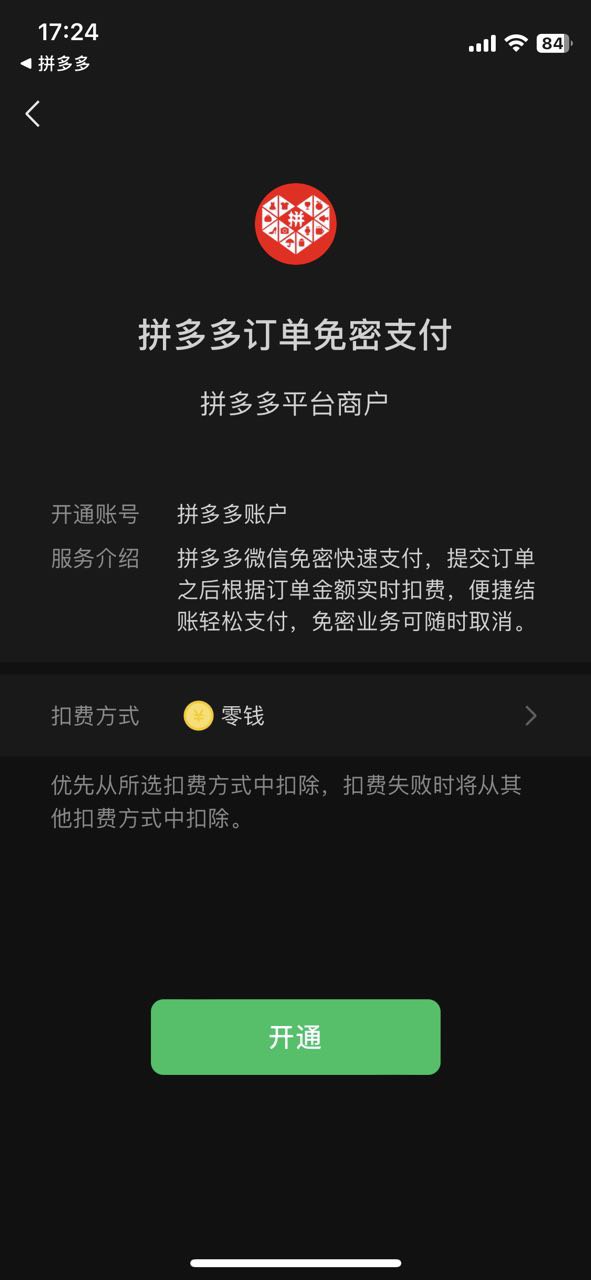 17:24
84
◀ 拼多多
拼
拼多多订单免密支付
拼多多平台商户
开通账号 拼多多账户
服务介绍 拼多多微信免密快速支付，提交订单
之后根据订单金额实时扣费，便捷结
账轻松支付，免密业务可随时取消。
扣费方式 ¥ 零钱
优先从所选扣费方式中扣除，扣费失败时将从其
他扣费方式中扣除。
开通